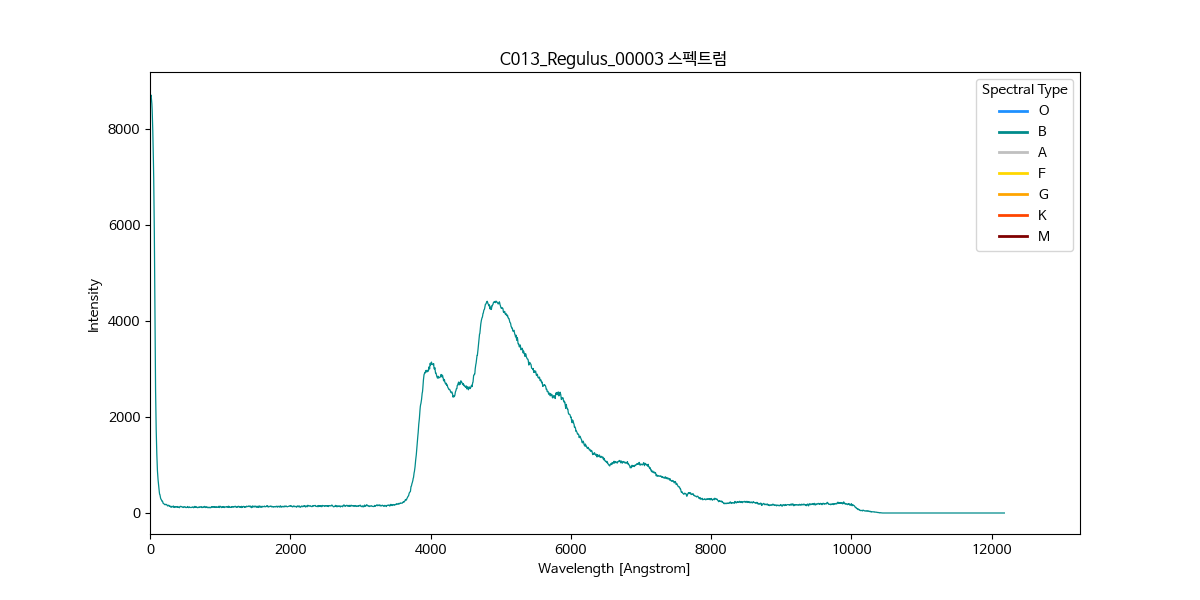 C013_Regulus_00003 스펙트럼
Spectral Type
O
B
A
F
G
K
M
Intensity
8000
6000
4000
2000
0
0 2000 4000 6000 8000 10000 12000
Wavelength [Angstrom]